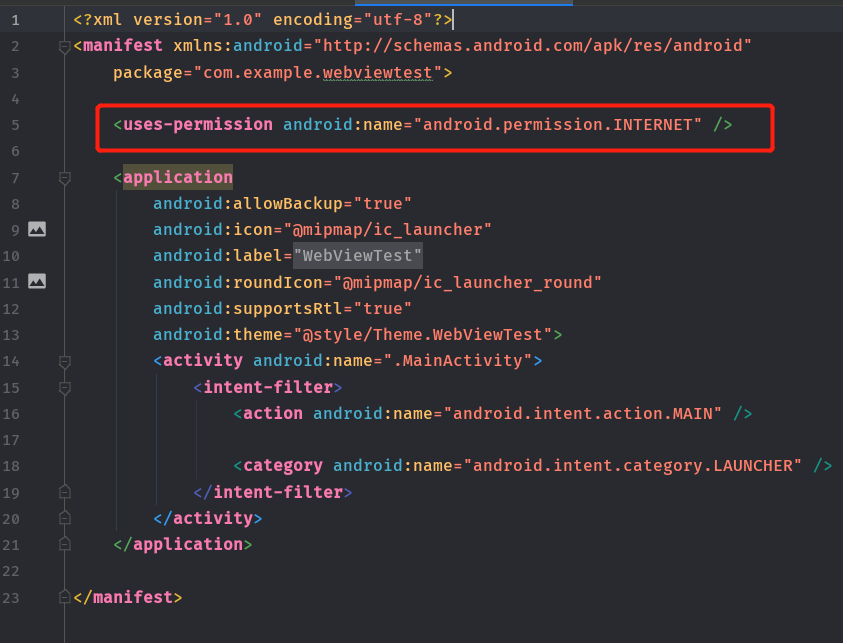 1 <?xml version="1.0" encoding="utf-8"?>
2 <manifest xmlns:android="http://schemas.android.com/apk/res/android"
3     package="com.example.webviewtest">
4
5     <uses-permission android:name="android.permission.INTERNET" />
6
7     <application
8         android:allowBackup="true"
9         android:icon="@mipmap/ic_launcher"
10         android:label="WebViewTest"
11         android:roundIcon="@mipmap/ic_launcher_round"
12         android:supportsRtl="true"
13         android:theme="@style/Theme.WebViewTest">
14         <activity android:name=".MainActivity">
15             <intent-filter>
16                 <action android:name="android.intent.action.MAIN" />
17
18                 <category android:name="android.intent.category.LAUNCHER" />
19             </intent-filter>
20         </activity>
21     </application>
22
23 </manifest>